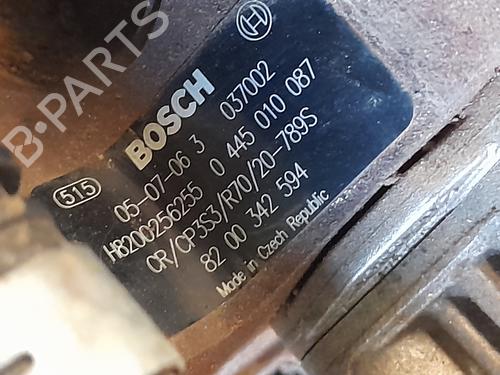 BOSCH
515
05-07-06 3 037002
H8200256255 0 445 010 087
CR/CP3S3/R70/20-789S
82 00 342 594
Made in Czech Republic
B-PARTS